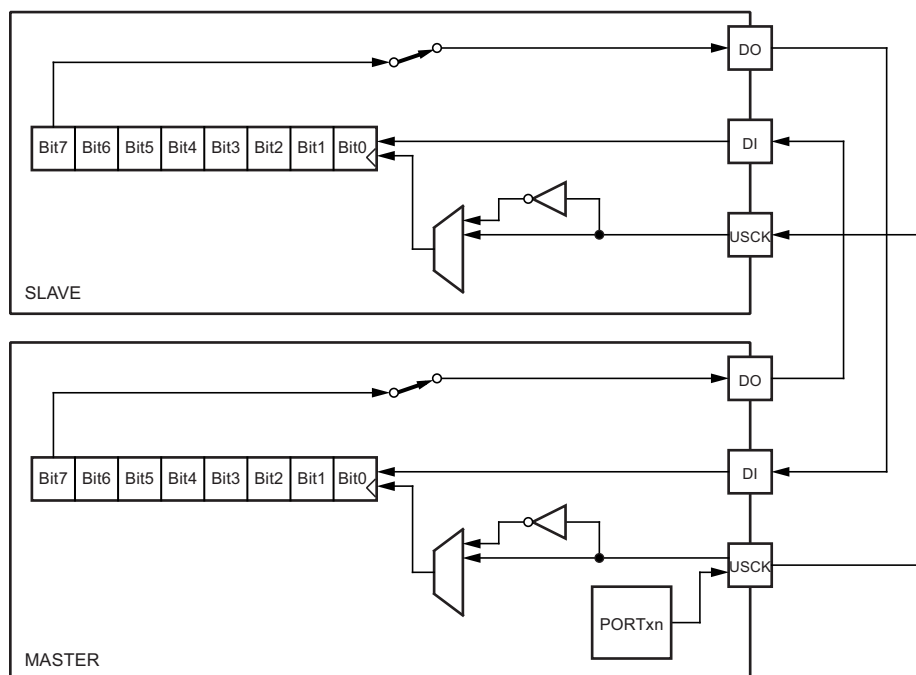 DO
Bit7 Bit6 Bit5 Bit4 Bit3 Bit2 Bit1 Bit0
DI
USCK
SLAVE
DO
Bit7 Bit6 Bit5 Bit4 Bit3 Bit2 Bit1 Bit0
DI
USCK
PORTxn
MASTER